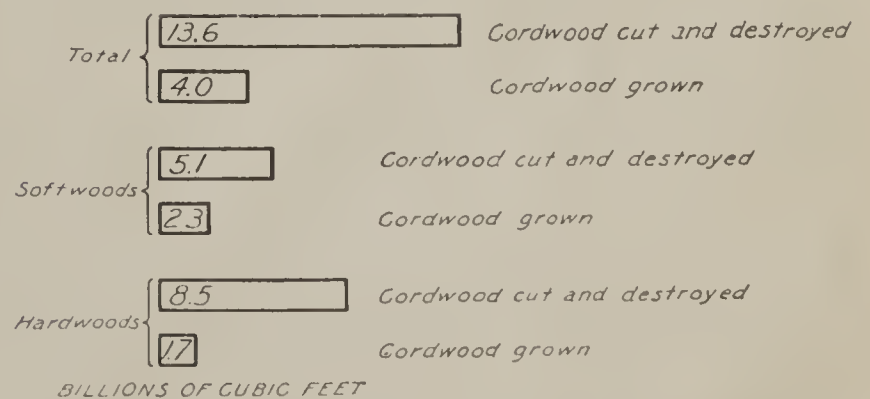 13.6 Cordwood cut and destroyed
Total
4.0 Cordwood grown
5.1 Cordwood cut and destroyed
Softwoods
2.3 Cordwood grown
8.5 Cordwood cut and destroyed
Hardwoods
1.7 Cordwood grown
BILLIONS OF CUBIC FEET